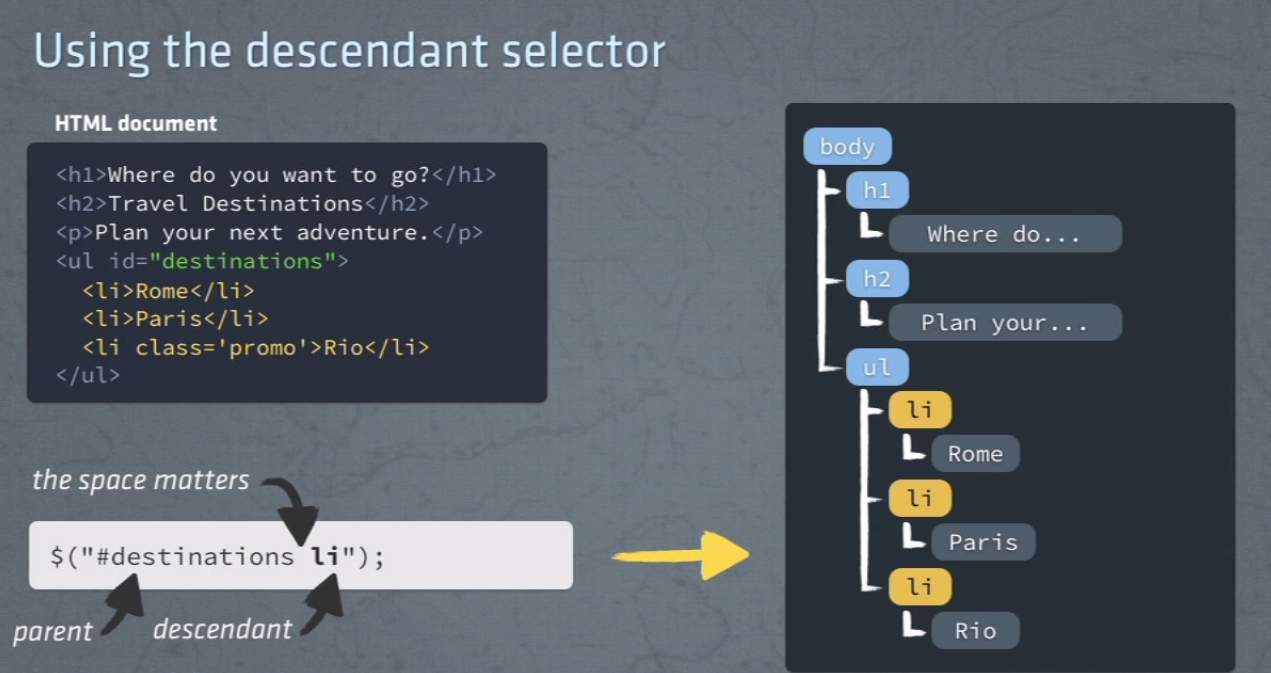 Using the descendant selector
HTML document
<h1>Where do you want to go?</h1>
<h2>Travel Destinations</h2>
<p>Plan your next adventure.</p>
<ul id="destinations">
<li>Rome</li>
<li>Paris</li>
<li class='promo'>Rio</li>
</ul>
the space matters
$("#destinations li");
parent
descendant
body
h1
Where do...
h2
Plan your...
ul
li
Rome
li
Paris
li
Rio